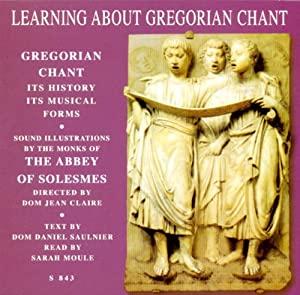 LEARNING ABOUT GREGORIAN CHANT
GREGORIAN
CHANT
ITS HISTORY
ITS MUSICAL
FORMS
•
SOUND ILLUSTRATIONS
BY THE MONKS OF
THE ABBEY
OF SOLESMES
DIRECTED BY
DOM JEAN CLAIRE
•
TEXT BY
DOM DANIEL SAULNIER
READ BY
SARAH MOULE
S 843